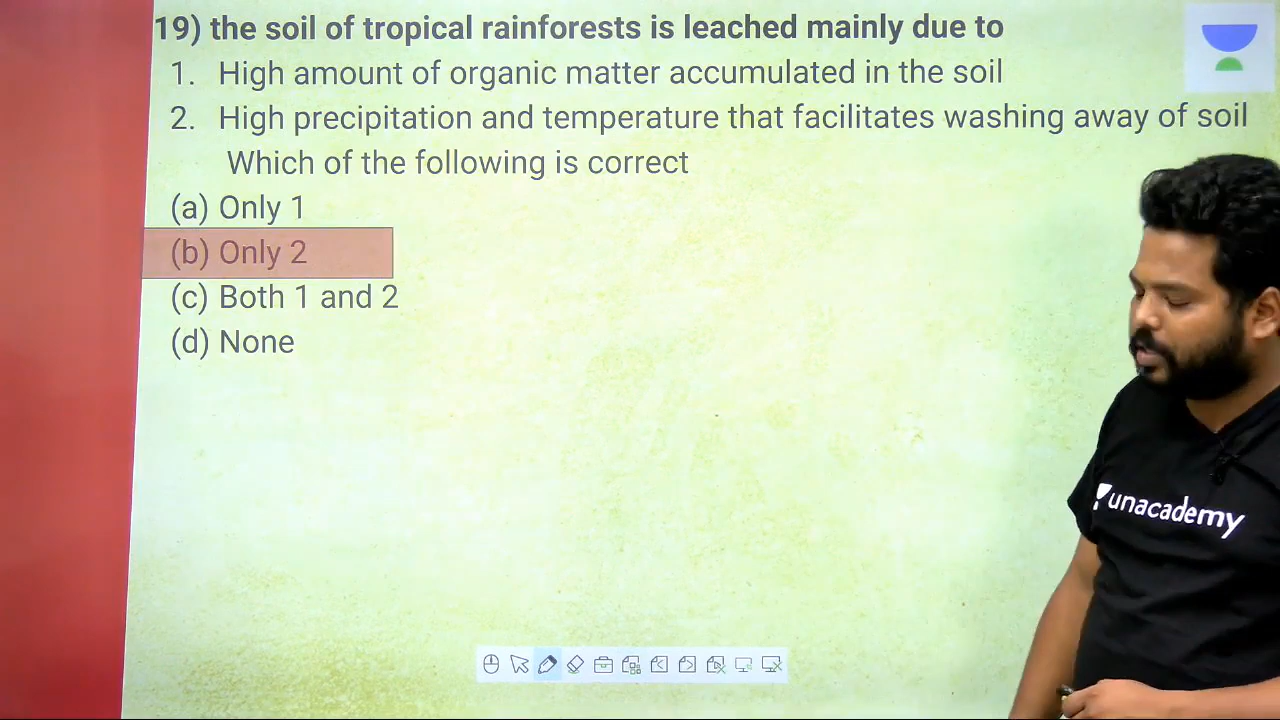 19) the soil of tropical rainforests is leached mainly due to
1. High amount of organic matter accumulated in the soil
2. High precipitation and temperature that facilitates washing away of soil
Which of the following is correct
(a) Only 1
(b) Only 2
(c) Both 1 and 2
(d) None
unacademy